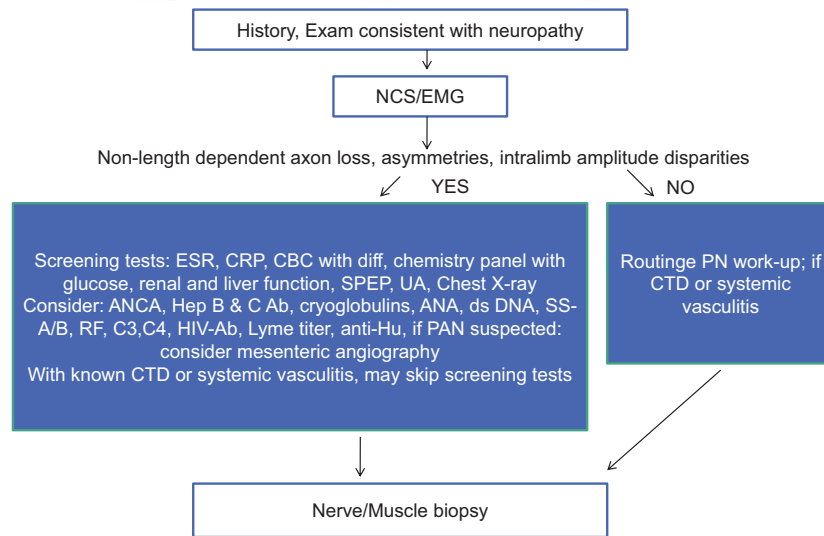 History, Exam consistent with neuropathy
NCS/EMG
Non-length dependent axon loss, asymmetries, intralimb amplitude disparities
YES
NO
Screening tests: ESR, CRP, CBC with diff, chemistry panel with
glucose, renal and liver function, SPEP, UA, Chest X-ray
Consider: ANCA, Hep B & C Ab, cryoglobulins, ANA, ds DNA, SS-
A/B, RF, C3,C4, HIV-Ab, Lyme titer, anti-Hu, if PAN suspected:
consider mesenteric angiography
With known CTD or systemic vasculitis, may skip screening tests
Routinge PN work-up; if
CTD or systemic
vasculitis
Nerve/Muscle biopsy